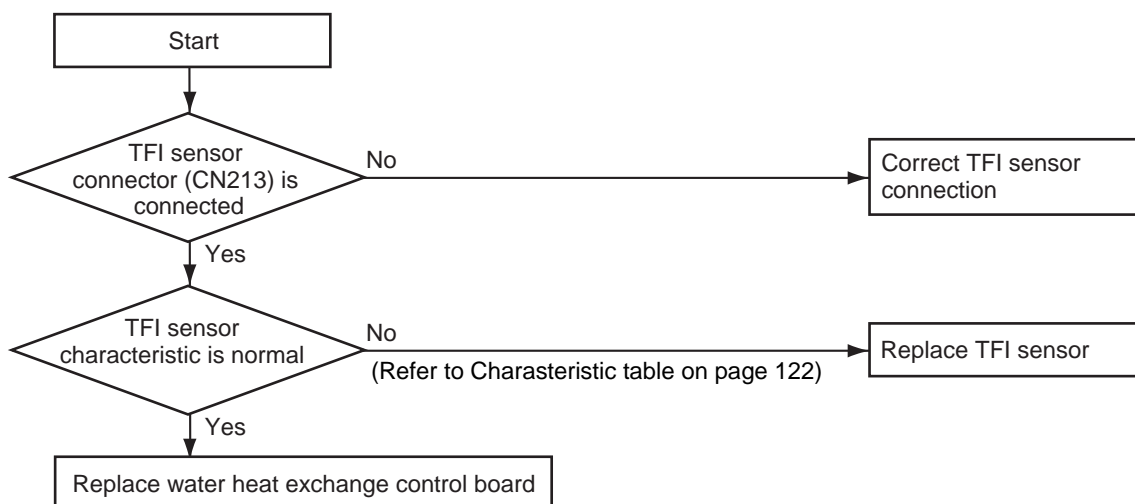 Start
TFI sensor
connector (CN213) is
connected
No
Correct TFI sensor
connection
Yes
TFI sensor
characteristic is normal
No
(Refer to Charasteristic table on page 122)
Replace TFI sensor
Yes
Replace water heat exchange control board